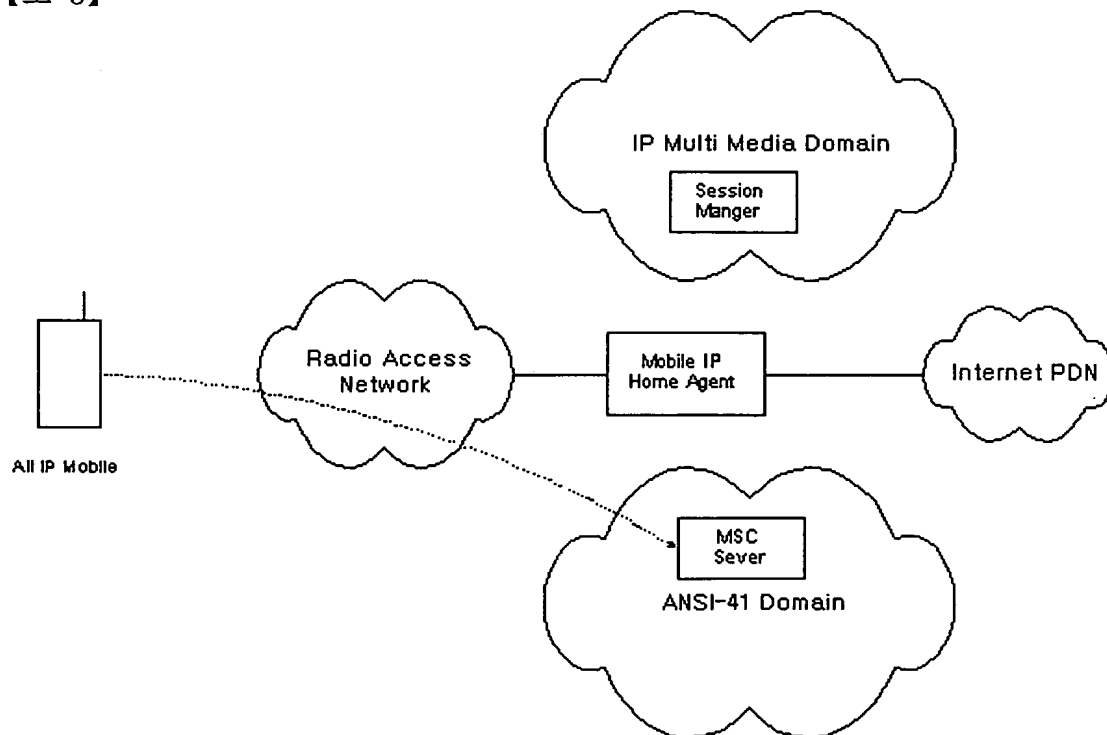 IP Multi Media Domain
Session
Manger
Radio Access
Network
Mobile IP
Home Agent
Internet PDN
All IP Mobile
MSC
Sever
ANSI-41 Domain